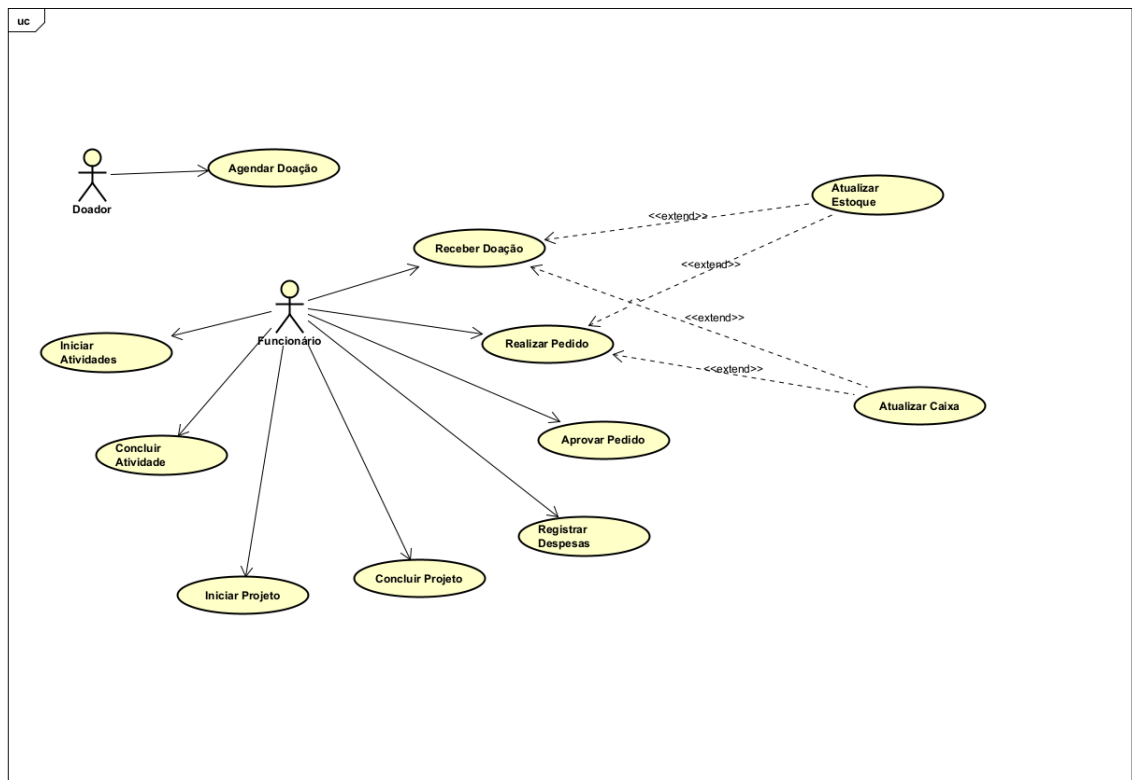 uc
Agendar Doação
Doador
Atualizar
Estoque
<<extend>>
Receber Doação
<<extend>>
<<extend>>
Funcionário
Iniciar
Atividades
Realizar Pedido
<<extend>>
Atualizar Caixa
Aprovar Pedido
Concluir
Atividade
Registrar
Despesas
Concluir Projeto
Iniciar Projeto